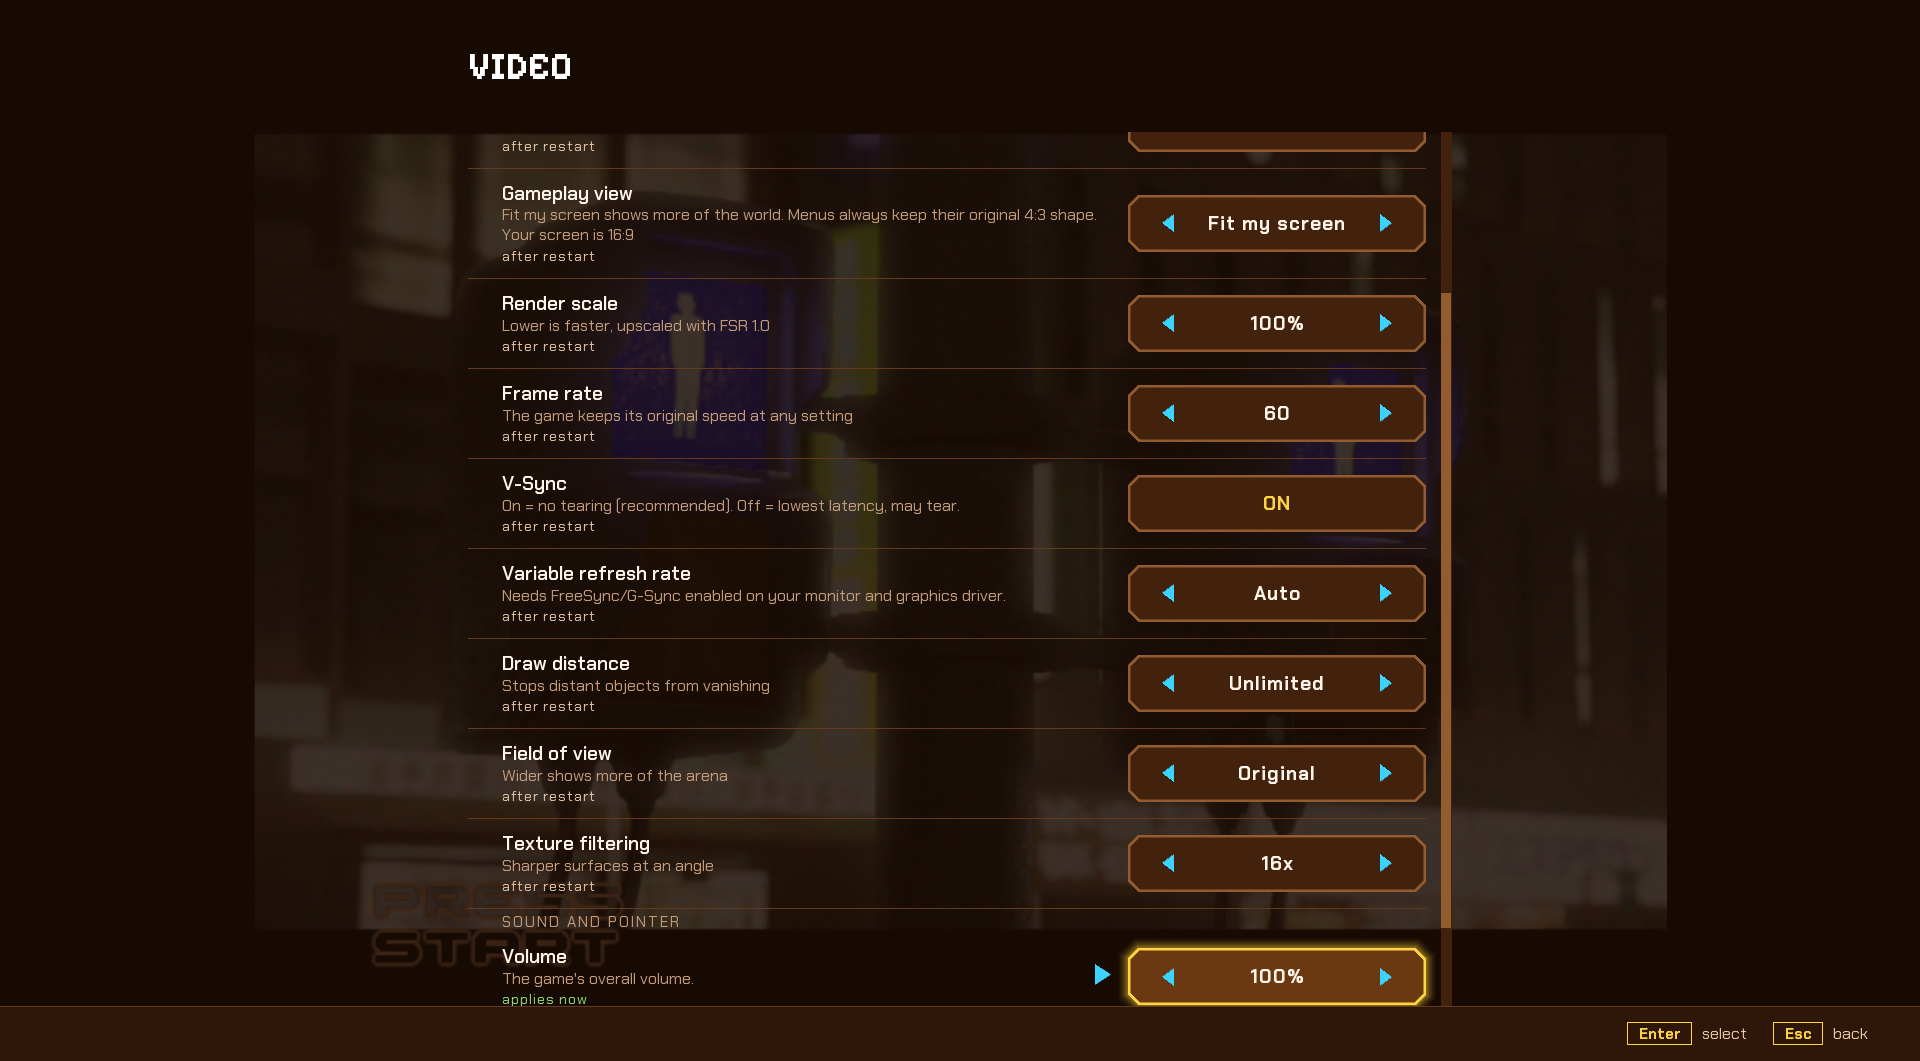 VIDEO
after restart
Gameplay view
Fit my screen shows more of the world. Menus always keep their original 4:3 shape.
Your screen is 16:9
after restart
Fit my screen
Render scale
Lower is faster, upscaled with FSR 1.0
after restart
100%
Frame rate
The game keeps its original speed at any setting
after restart
60
V-Sync
On = no tearing (recommended). Off = lowest latency, may tear.
after restart
ON
Variable refresh rate
Needs FreeSync/G-Sync enabled on your monitor and graphics driver.
after restart
Auto
Draw distance
Stops distant objects from vanishing
after restart
Unlimited
Field of view
Wider shows more of the arena
after restart
Original
Texture filtering
Sharper surfaces at an angle
after restart
16x
PRESS
START
SOUND AND POINTER
Volume
The game's overall volume.
applies now
100%
Enter select Esc back